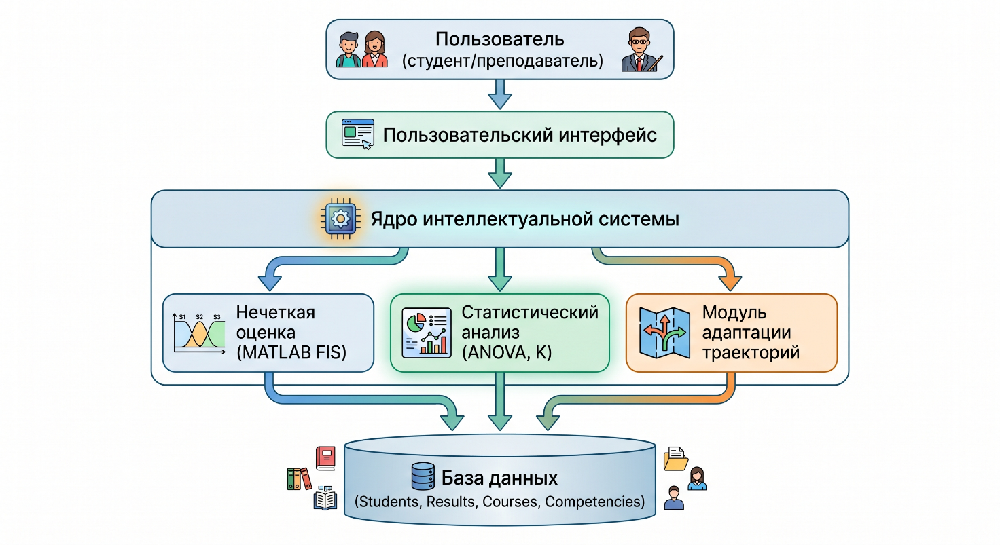 Пользователь
(студент/преподаватель)
Пользовательский интерфейс
Ядро интеллектуальной системы
S1 S2 S3
Нечеткая
оценка
(MATLAB FIS)
Статистический
анализ
(ANOVA, K)
Модуль
адаптации
траекторий
База данных
(Students, Results, Courses, Competencies)